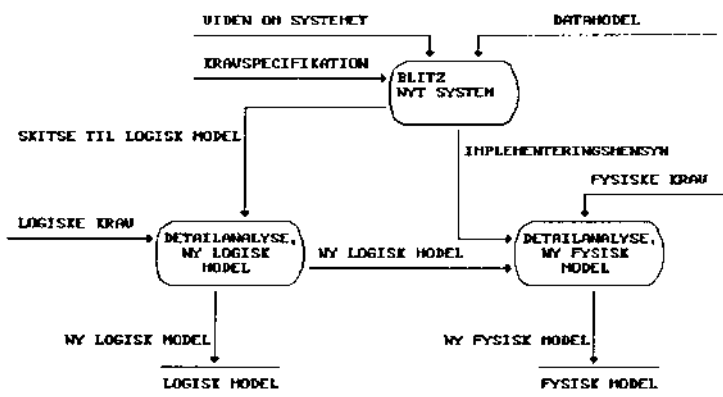 VIDEN OM SYSTEMET
DATAMODEL
KRAVSPECIFIKATION
BLITZ
NYT SYSTEM
SKITSE TIL LOGISK MODEL
IMPLEMENTERINGSHENSYN
FYSISKE KRAV
LOGISKE KRAV
DETAILANALYSE,
NY LOGISK
MODEL
NY LOGISK MODEL
DETAILANALYSE,
NY FYSISK
MODEL
NY LOGISK MODEL
NY FYSISK MODEL
LOGISK MODEL
FYSISK MODEL